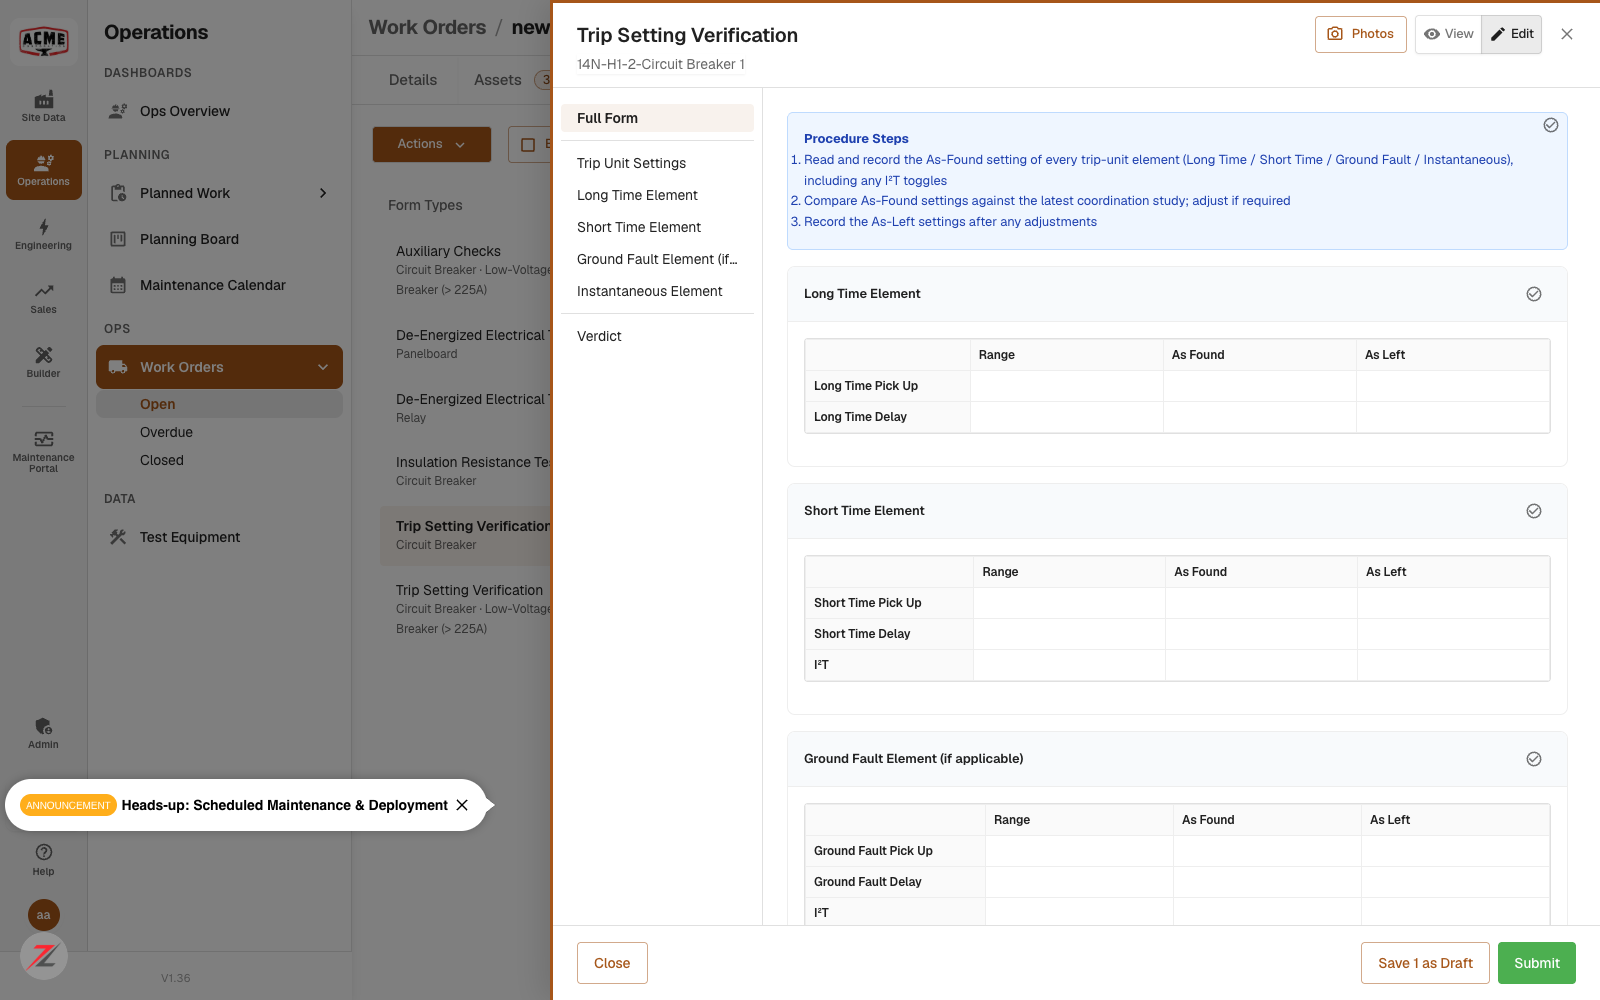 ACME
Site Data
Operations
Engineering
Sales
Builder
Maintenance
Portal
Admin
Help
aa
Operations
DASHBOARDS
Ops Overview
PLANNING
Planned Work
Planning Board
Maintenance Calendar
OPS
Work Orders
Open
Overdue
Closed
DATA
Test Equipment
V1.36
ANNOUNCEMENT Heads-up: Scheduled Maintenance & Deployment
Work Orders / new
Details Assets 3
Actions
Form Types
Auxiliary Checks
Circuit Breaker · Low-Voltage
Breaker (> 225A)
De-Energized Electrical
Panelboard
De-Energized Electrical
Relay
Insulation Resistance Te
Circuit Breaker
Trip Setting Verification
Circuit Breaker
Trip Setting Verification
Circuit Breaker · Low-Voltage
Breaker (> 225A)
Trip Setting Verification
14N-H1-2-Circuit Breaker 1
Photos View Edit
Full Form
Trip Unit Settings
Long Time Element
Short Time Element
Ground Fault Element (if...
Instantaneous Element
Verdict
Procedure Steps
1. Read and record the As-Found setting of every trip-unit element (Long Time / Short Time / Ground Fault / Instantaneous),
including any I²T toggles
2. Compare As-Found settings against the latest coordination study; adjust if required
3. Record the As-Left settings after any adjustments
Long Time Element
Range As Found As Left
Long Time Pick Up
Long Time Delay
Short Time Element
Range As Found As Left
Short Time Pick Up
Short Time Delay
I²T
Ground Fault Element (if applicable)
Range As Found As Left
Ground Fault Pick Up
Ground Fault Delay
I²T
Close Save 1 as Draft Submit